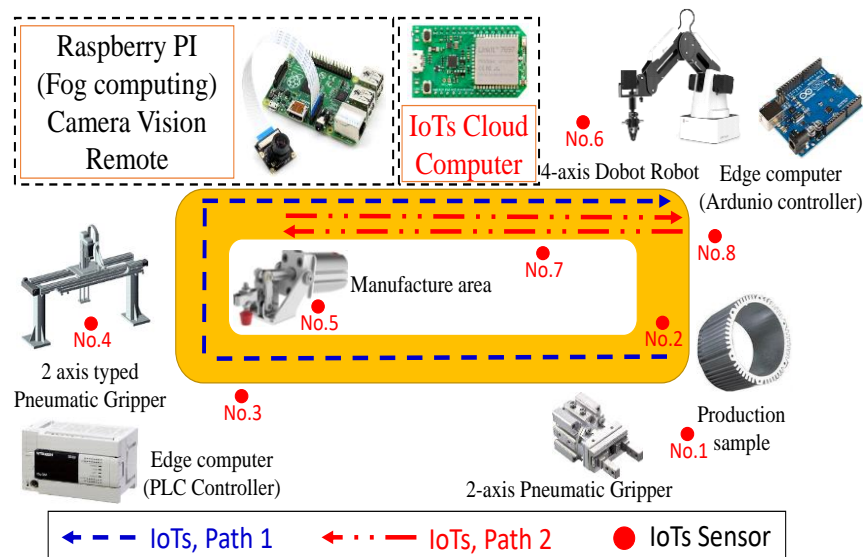 Raspberry PI
(Fog computing)
Camera Vision
Remote
IoTs Cloud
Computer
No.6
4-axis Dobot Robot
Edge computer
(Ardunio controller)
No.8
No.7
Manufacture area
No.5
No.4
No.2
2 axis typed
Pneumatic Gripper
No.3
Production
sample
No.1
Edge computer
(PLC Controller)
2-axis Pneumatic Gripper
IoTs, Path 1
IoTs, Path 2
IoTs Sensor